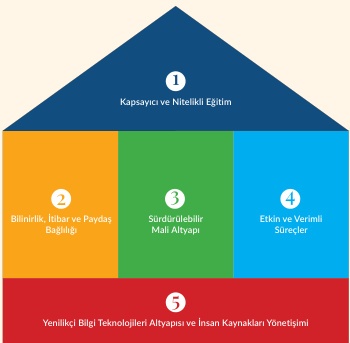 1
Kapsayıcı ve Nitelikli Eğitim
2
Bilinirlik, İtibar ve Paydaş
Bağlılığı
3
Sürdürülebilir
Mali Altyapı
4
Etkin ve Verimli
Süreçler
5
Yenilikçi Bilgi Teknolojileri Altyapısı ve İnsan Kaynakları Yönetişimi